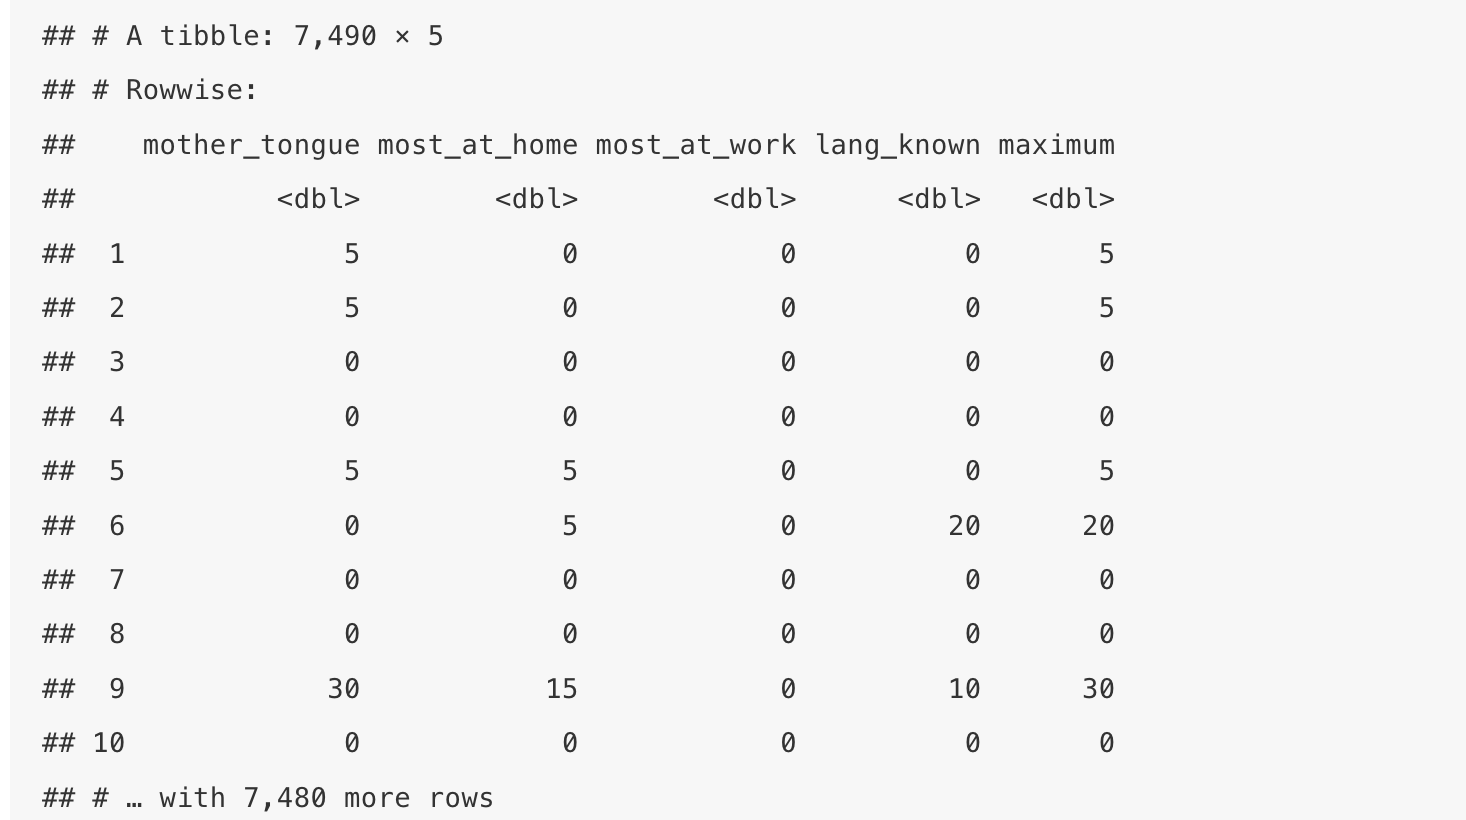 ## # A tibble: 7,490 × 5
## # Rowwise:
##    mother_tongue most_at_home most_at_work lang_known maximum
##            <dbl>        <dbl>        <dbl>      <dbl>   <dbl>
##  1             5            0            0          0       5
##  2             5            0            0          0       5
##  3             0            0            0          0       0
##  4             0            0            0          0       0
##  5             5            5            0          0       5
##  6             0            5            0         20      20
##  7             0            0            0          0       0
##  8             0            0            0          0       0
##  9            30           15            0         10      30
## 10             0            0            0          0       0
## # … with 7,480 more rows